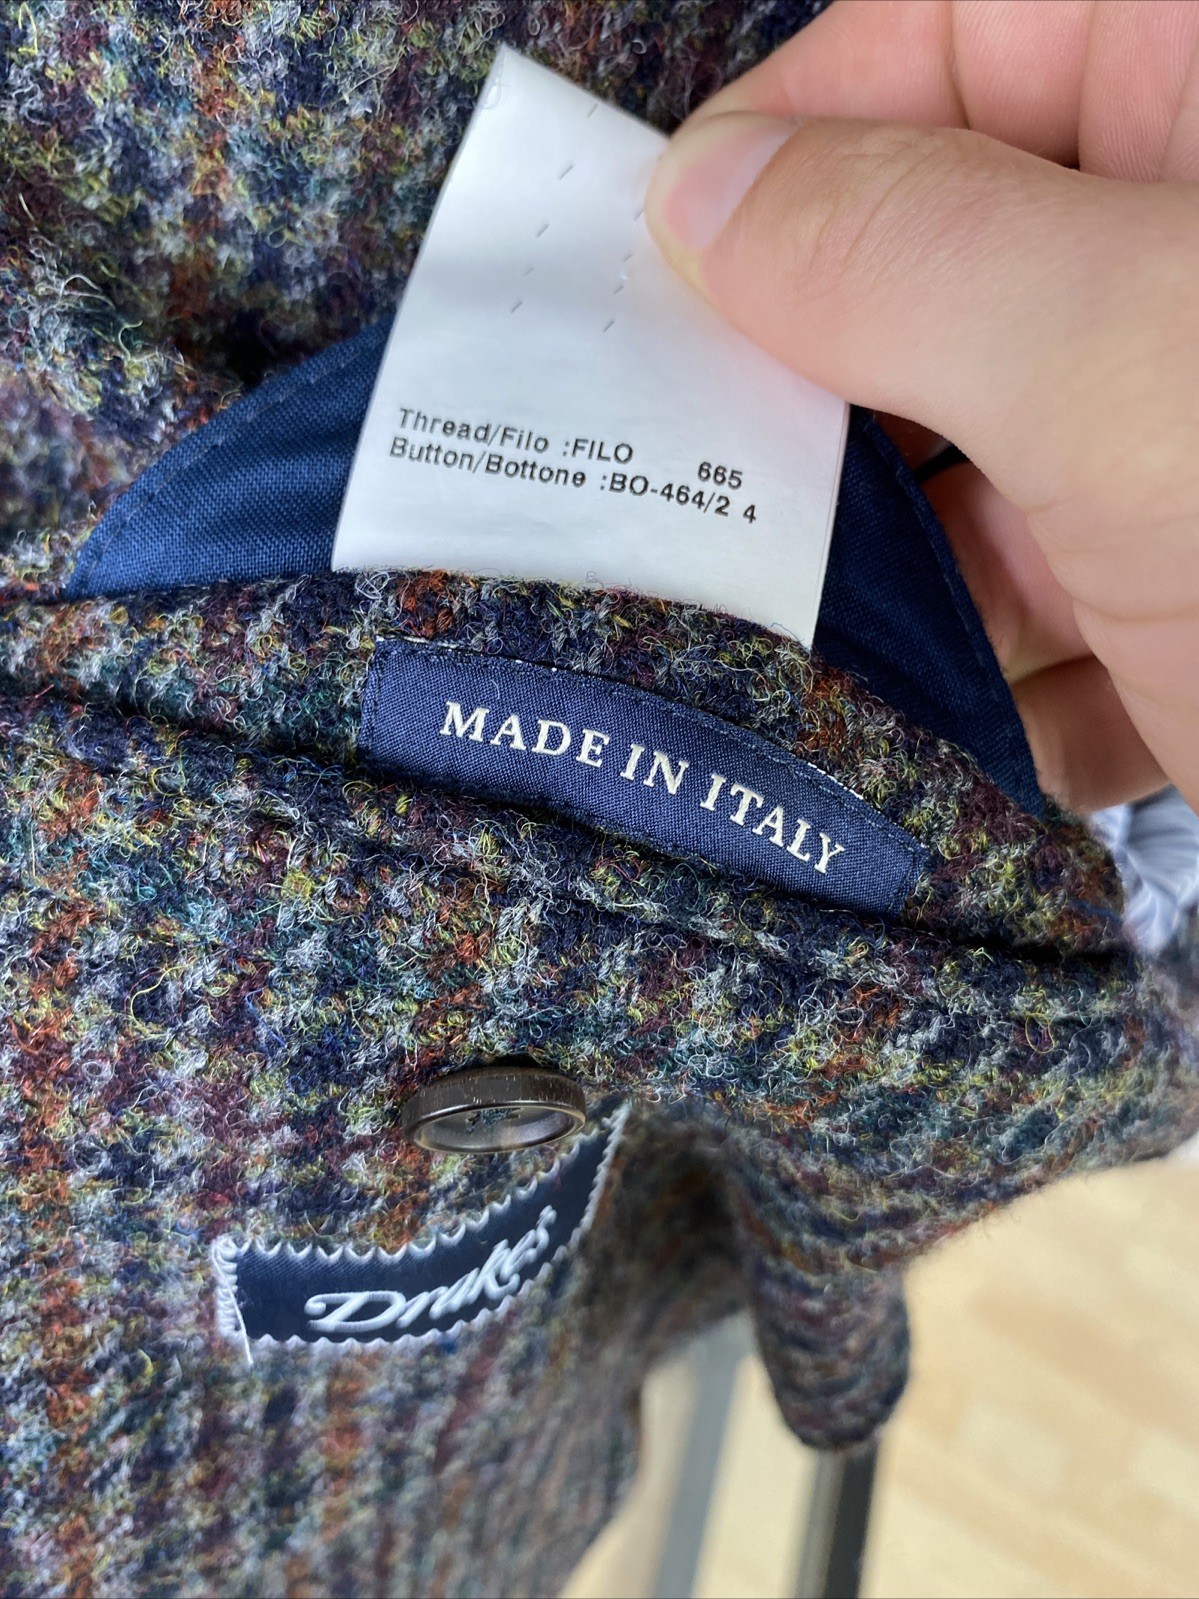 Thread/Filo :FILO 665
Button/Bottone :BO-464/2 4
MADE IN ITALY
Drake's